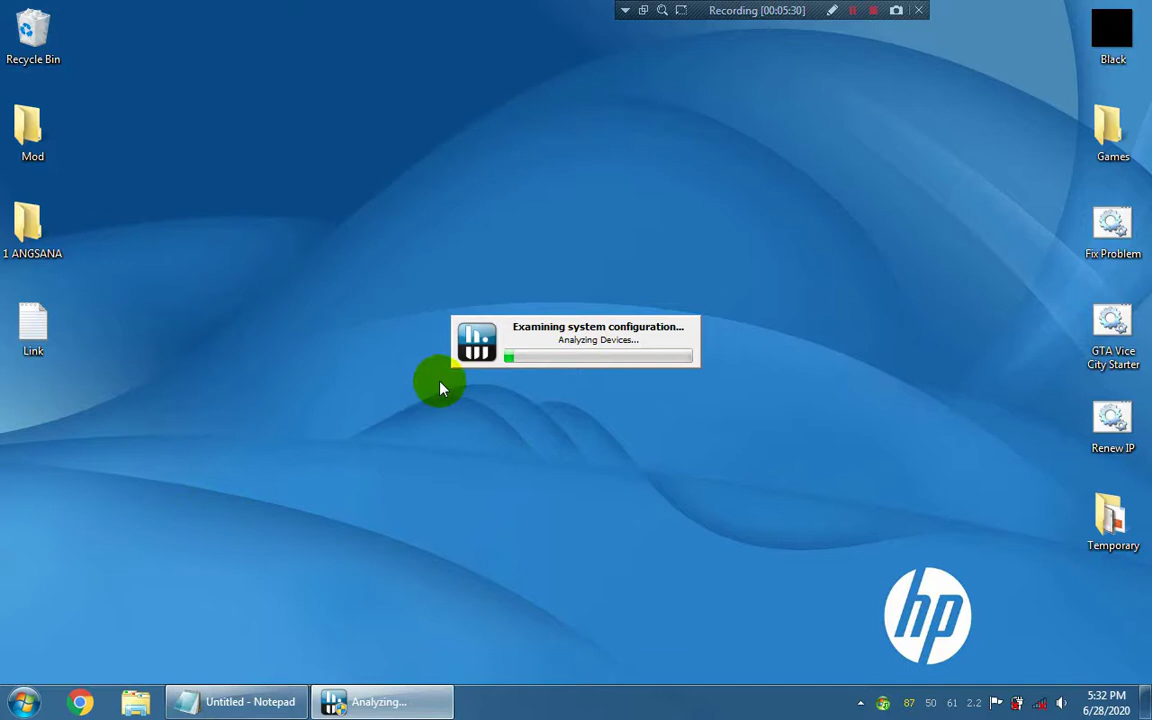 Recording [00:05:30]
Recycle Bin
Mod
1 ANGSANA
Link
Black
Games
Fix Problem
GTA Vice
City Starter
Renew IP
Temporary
Examining system configuration...
Analyzing Devices...
hp
Untitled - Notepad
Analyzing...
87 50 61 2.2
5:32 PM
6/28/2020